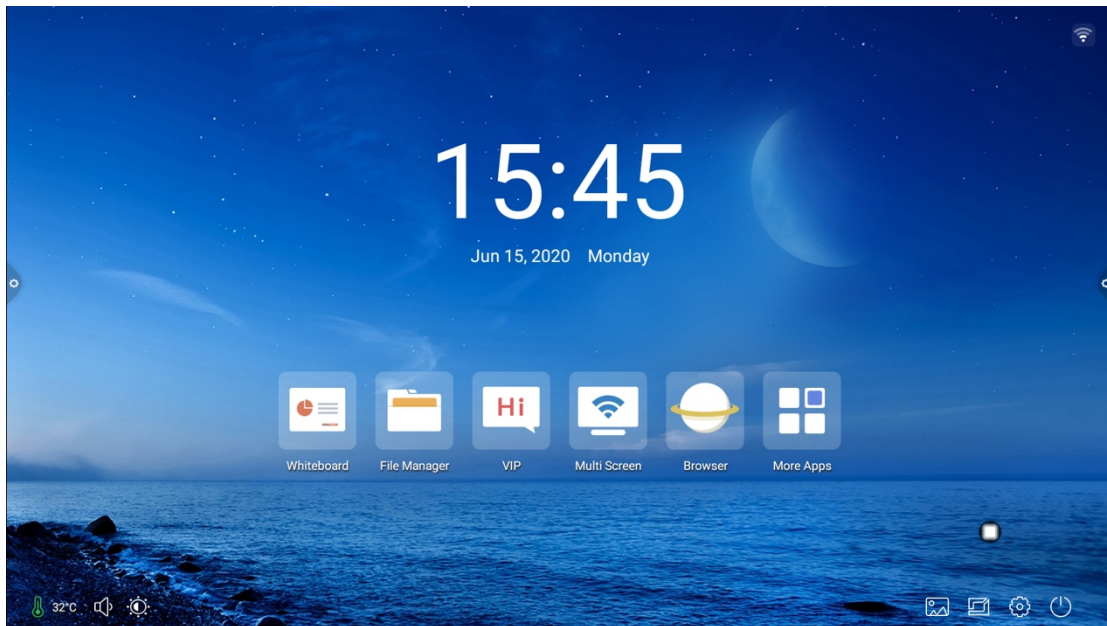 15:45
Jun 15, 2020 Monday
Hi
Whiteboard File Manager VIP Multi Screen Browser More Apps
32°C